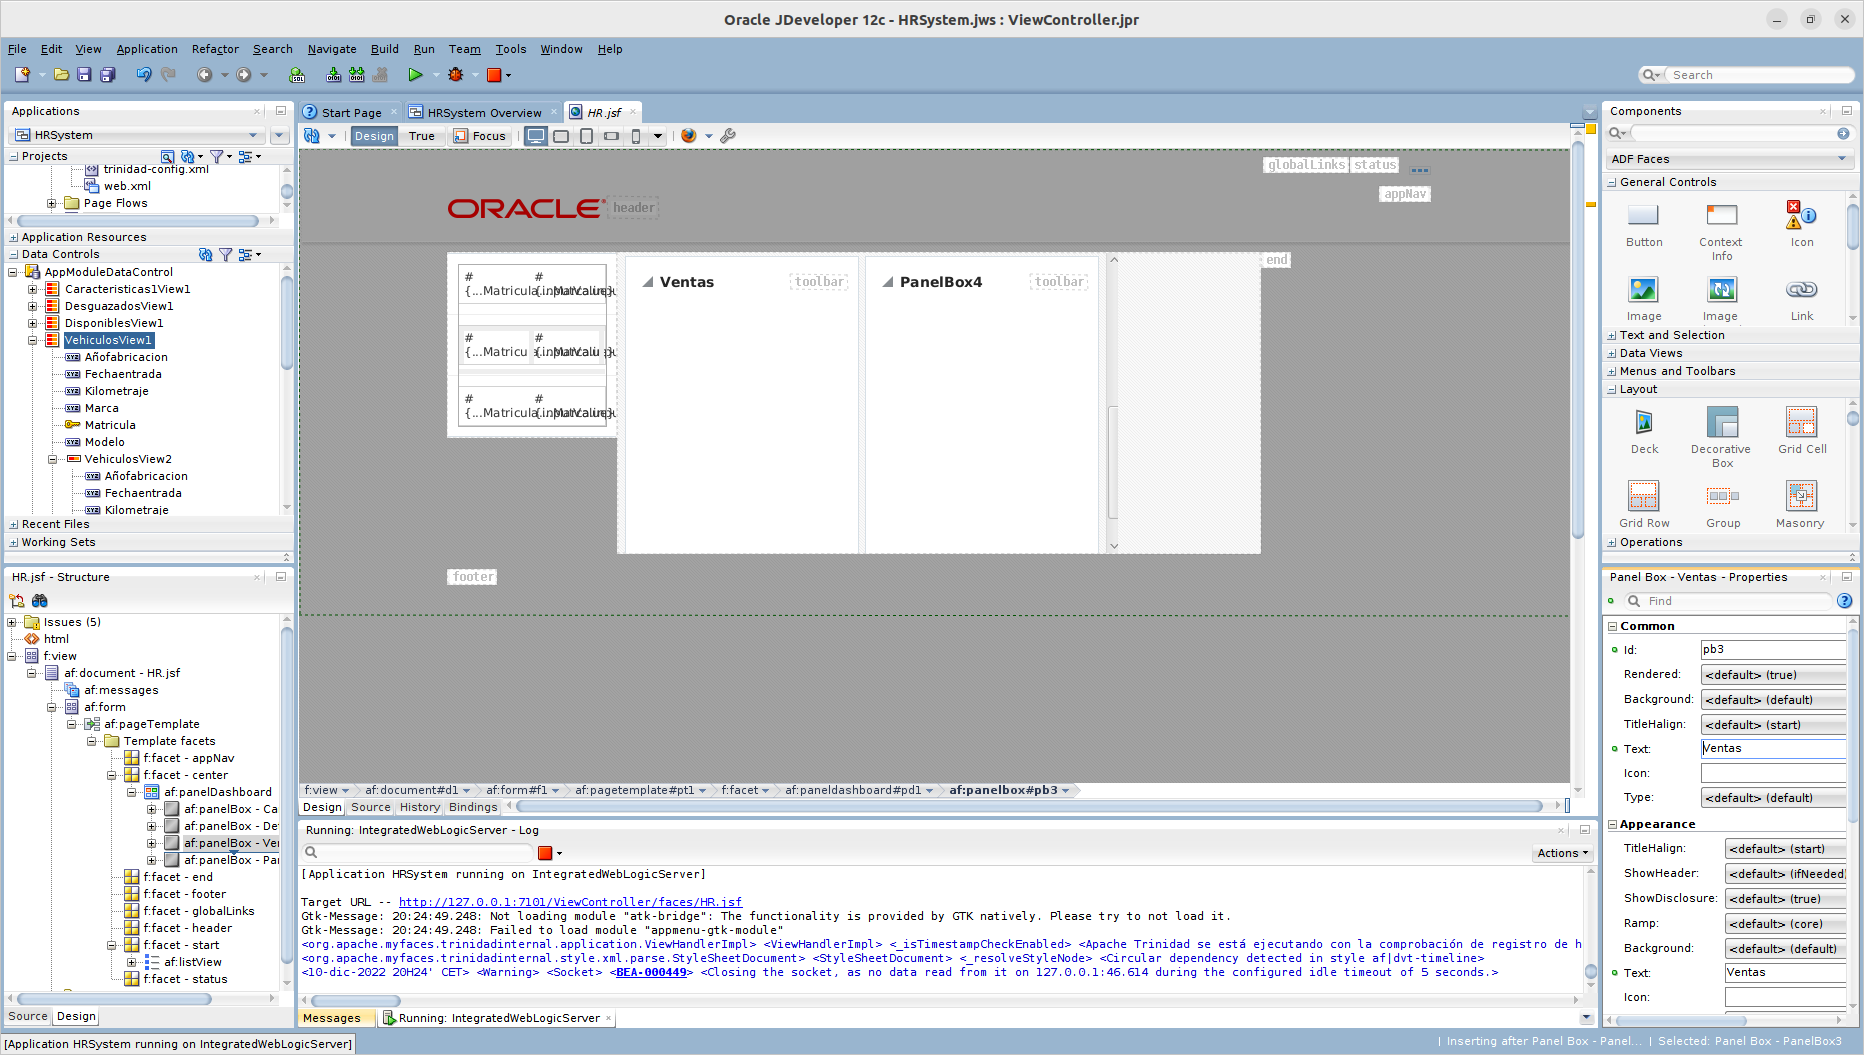 Oracle JDeveloper 12c - HRSystem.jws : ViewController.jpr
File Edit View Application Refactor Search Navigate Build Run Team Tools Window Help
Search
Applications
HRSystem
Projects
trinidad-config.xml
web.xml
Page Flows
Application Resources
Data Controls
AppModuleDataControl
Caracteristicas1View1
DesguazadosView1
DisponiblesView1
VehiculosView1
Añofabricacion
Fechaentrada
Kilometraje
Marca
Matricula
Modelo
VehiculosView2
Añofabricacion
Fechaentrada
Kilometraje
Recent Files
Working Sets
HR.jsf - Structure
Issues (5)
html
f:view
af:document - HR.jsf
af:messages
af:form
af:pageTemplate
Template facets
f:facet - appNav
f:facet - center
af:panelDashboard
af:panelBox - Ca
af:panelBox - De
af:panelBox - Ver
af:panelBox - Par
f:facet - end
f:facet - footer
f:facet - globalLinks
f:facet - header
f:facet - start
af:listView
f:facet - status
Source Design
[Application HRSystem running on IntegratedWebLogicServer]
Start Page HRSystem Overview HR.jsf
Design True Focus
globalLinks status
appNav
ORACLE header
end
# #
{...Matricula
# #
{...Matricu
# #
{...Matricula
Ventas toolbar
PanelBox4 toolbar
footer
f:view af:document#d1 af:form#f1 af:pagetemplate#pt1 f:facet af:paneldashboard#pd1 af:panelbox#pb3
Design Source History Bindings
Running: IntegratedWebLogicServer - Log
Actions
[Application HRSystem running on IntegratedWebLogicServer]
Target URL -- http://127.0.0.1:7101/ViewController/faces/HR.jsf
Gtk-Message: 20:24:49.248: Not loading module "atk-bridge": The functionality is provided by GTK natively. Please try to not load it.
Gtk-Message: 20:24:49.248: Failed to load module "appmenu-gtk-module"
<org.apache.myfaces.trinidadinternal.application.ViewHandlerImpl> <ViewHandlerImpl> <_isTimestampCheckEnabled> <Apache Trinidad se está ejecutando con la comprobación de registro de h
<org.apache.myfaces.trinidadinternal.style.xml.parse.StyleSheetDocument> <StyleSheetDocument> <_resolveStyleNode> <Circular dependency detected in style af|dvt-timeline>
<10-dic-2022 20H24' CET> <Warning> <Socket> <BEA-000449> <Closing the socket, as no data read from it on 127.0.0.1:46.614 during the configured idle timeout of 5 seconds.>
Messages Running: IntegratedWebLogicServer
Components
ADF Faces
General Controls
Button Context Info Icon
Image Image Link
Text and Selection
Data Views
Menus and Toolbars
Layout
Deck Decorative Box Grid Cell
Grid Row Group Masonry
Operations
Panel Box - Ventas - Properties
Find
Common
Id: pb3
Rendered: <default> (true)
Background: <default> (default)
TitleHalign: <default> (start)
Text: Ventas
Icon:
Type: <default> (default)
Appearance
TitleHalign: <default> (start)
ShowHeader: <default> (ifNeeded)
ShowDisclosure: <default> (true)
Ramp: <default> (core)
Background: <default> (default)
Text: Ventas
Icon:
Inserting after Panel Box - Panel... | Selected: Panel Box - PanelBox3